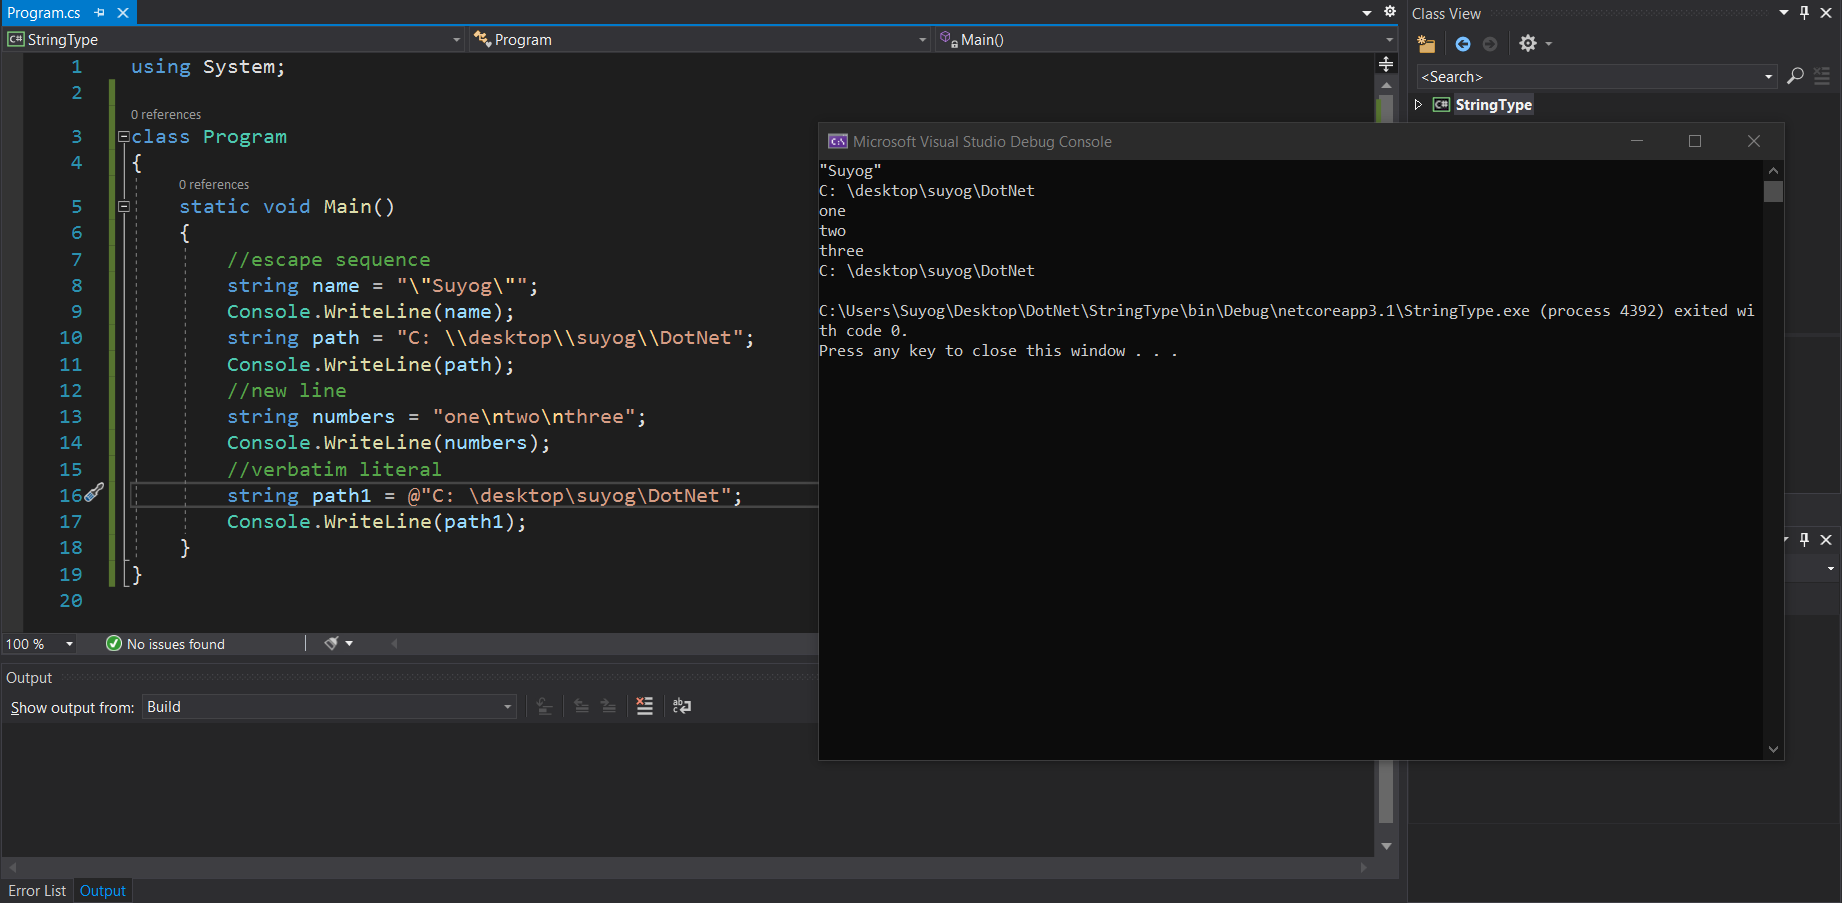 Program.cs
StringType
Program
Main()
1 using System;
2
0 references
3 class Program
4 {
0 references
5 static void Main()
6 {
7 //escape sequence
8 string name = "\"Suyog\"";
9 Console.WriteLine(name);
10 string path = "C: \\desktop\\suyog\\DotNet";
11 Console.WriteLine(path);
12 //new line
13 string numbers = "one\ntwo\nthree";
14 Console.WriteLine(numbers);
15 //verbatim literal
16 string path1 = @"C: \desktop\suyog\DotNet";
17 Console.WriteLine(path1);
18 }
19 }
20
100 %
No issues found
Output
Show output from: Build
Error List Output
Microsoft Visual Studio Debug Console
"Suyog"
C: \desktop\suyog\DotNet
one
two
three
C: \desktop\suyog\DotNet
C:\Users\Suyog\Desktop\DotNet\StringType\bin\Debug\netcoreapp3.1\StringType.exe (process 4392) exited wi
th code 0.
Press any key to close this window . . .
Class View
<Search>
C# StringType